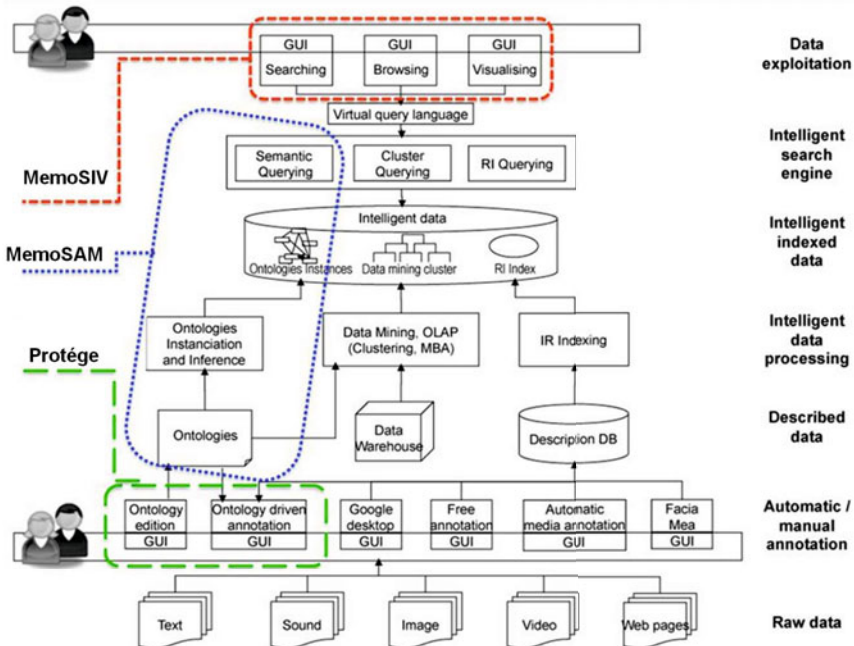 GUI GUI GUI
Searching Browsing Visualising
Data
exploitation
Virtual query language
Semantic
Querying
Cluster
Querying
RI Querying
Intelligent
search
engine
MemoSIV
MemoSAM
Intelligent data
Ontologies Instances Data mining cluster RI Index
Intelligent
indexed
data
Ontologies
Instanciation
and Inference
Data Mining, OLAP
(Clustering, MBA)
IR Indexing
Intelligent
data
processing
Protége
Ontologies
Data
Warehouse
Description DB
Described
data
Ontology
edition
GUI
Ontology driven
annotation
GUI
Google
desktop
GUI
Free
annotation
GUI
Automatic
media annotation
GUI
Facia
Mea
GUI
Automatic /
manual
annotation
Text Sound Image Video Web pages
Raw data